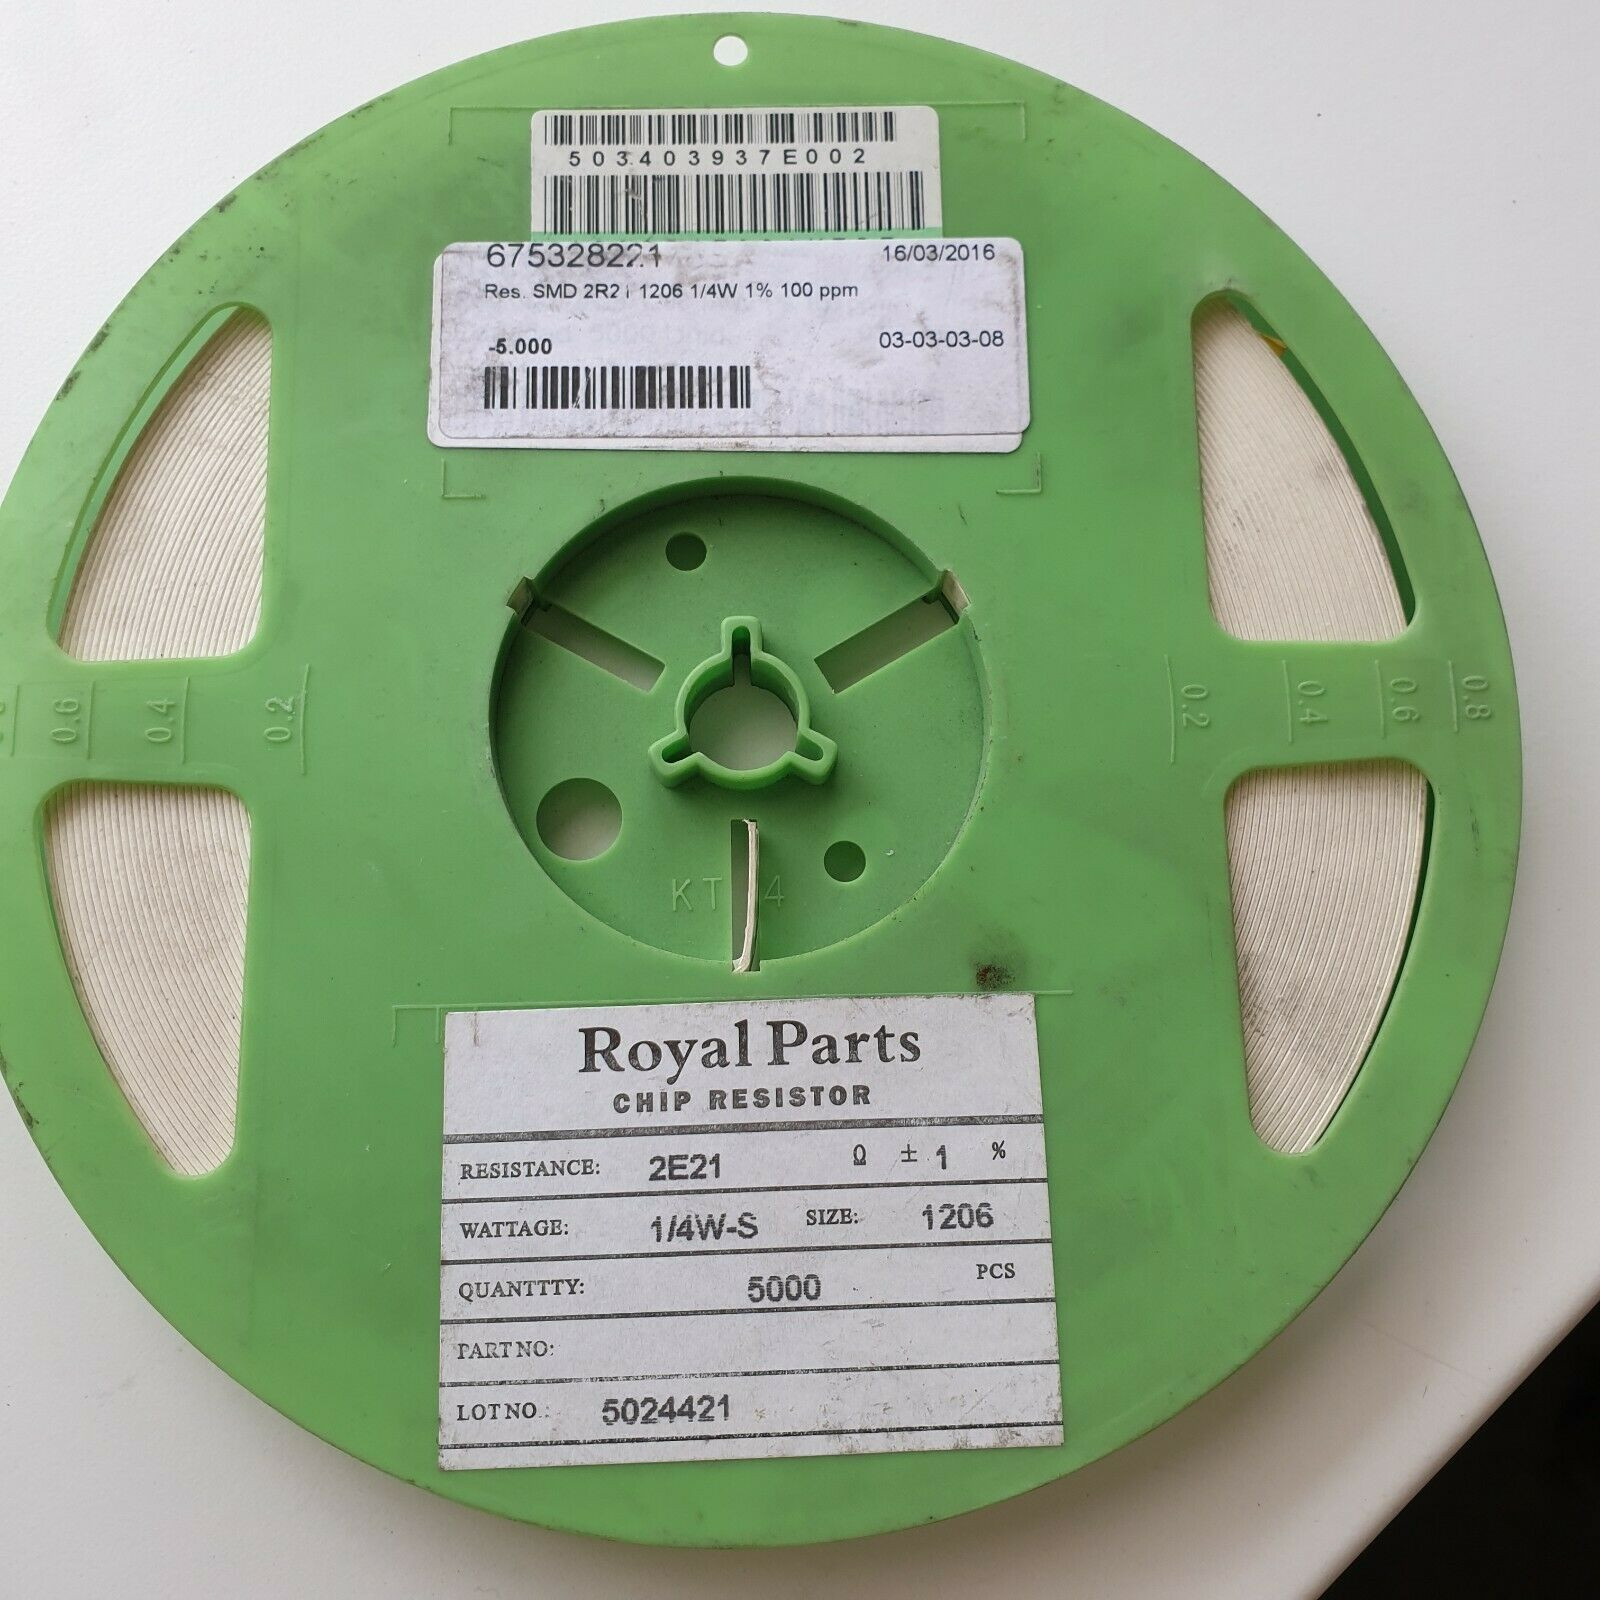 503403937E002
675328221 16/03/2016
Res. SMD 2R21 1206 1/4W 1% 100 ppm
-5.000 03-03-03-08
0.6 0.4 0.2 0.2 0.4 0.6 0.8
KT 4
Royal Parts
CHIP RESISTOR
RESISTANCE: 2E21 Ω ± 1 %
WATTAGE: 1/4W-S SIZE: 1206
QUANTTTY: 5000 PCS
PART NO:
LOT NO.: 5024421